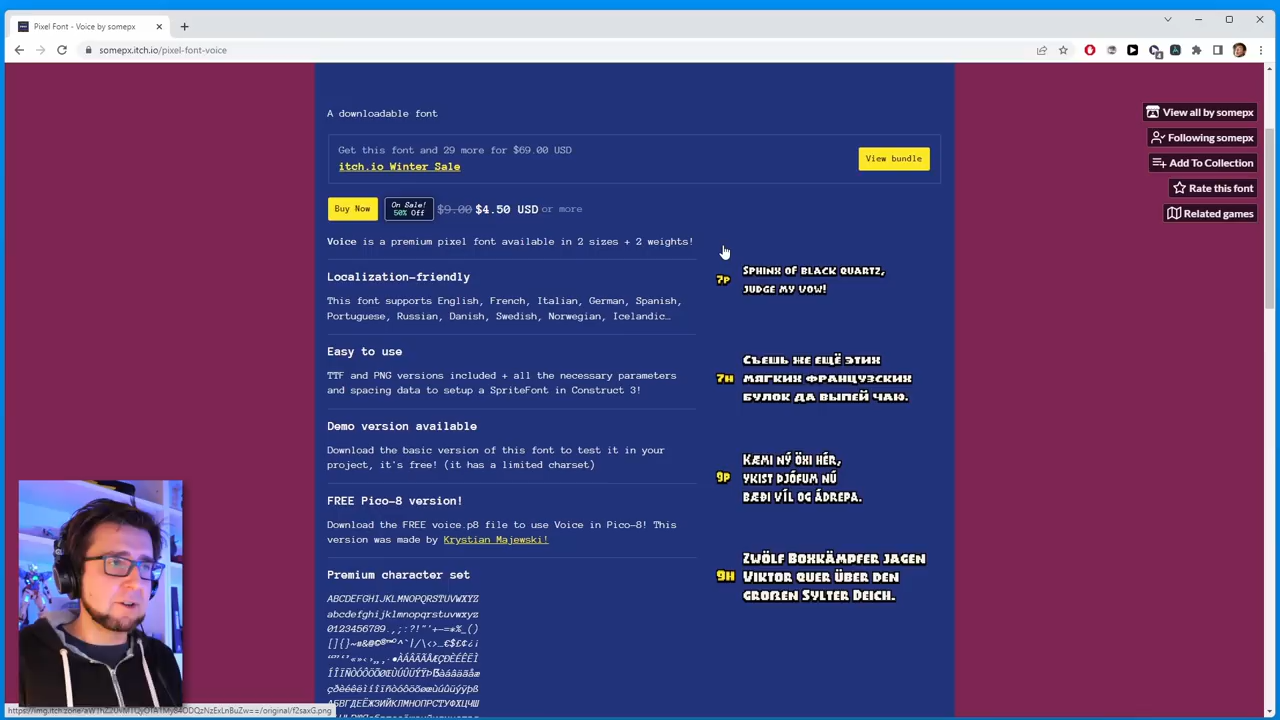 Pixel Font - Voice by somepx
somepx.itch.io/pixel-font-voice
4
A downloadable font
Get this font and 29 more for $69.00 USD
itch.io Winter Sale
View bundle
Buy Now
On Sale!
50% Off
$9.00 $4.50 USD or more
Voice is a premium pixel font available in 2 sizes + 2 weights!
Localization-friendly
This font supports English, French, Italian, German, Spanish,
Portuguese, Russian, Danish, Swedish, Norwegian, Icelandic…
Easy to use
TTF and PNG versions included + all the necessary parameters
and spacing data to setup a SpriteFont in Construct 3!
Demo version available
Download the basic version of this font to test it in your
project, it's free! (it has a limited charset)
FREE Pico-8 version!
Download the FREE voice.p8 file to use Voice in Pico-8! This
version was made by Krystian Majewski!
Premium character set
ABCDEFGHIJKLMNOPQRSTUVWXYZ
abcdefghijklmnopqrstuvwxyz
7P
Sphinx of black quartz,
judge my vow!
7H
Съешь же ещё этих
мягких французских
булок да выпей чаю.
9P
Kæmi ný öxi hér,
ykist þjófum nú
bæði víl og ádrepa.
9H
Zwölf Boxkämpfer jagen
Viktor quer über den
großen Sylter Deich.
View all by somepx
Following somepx
Add To Collection
Rate this font
Related games